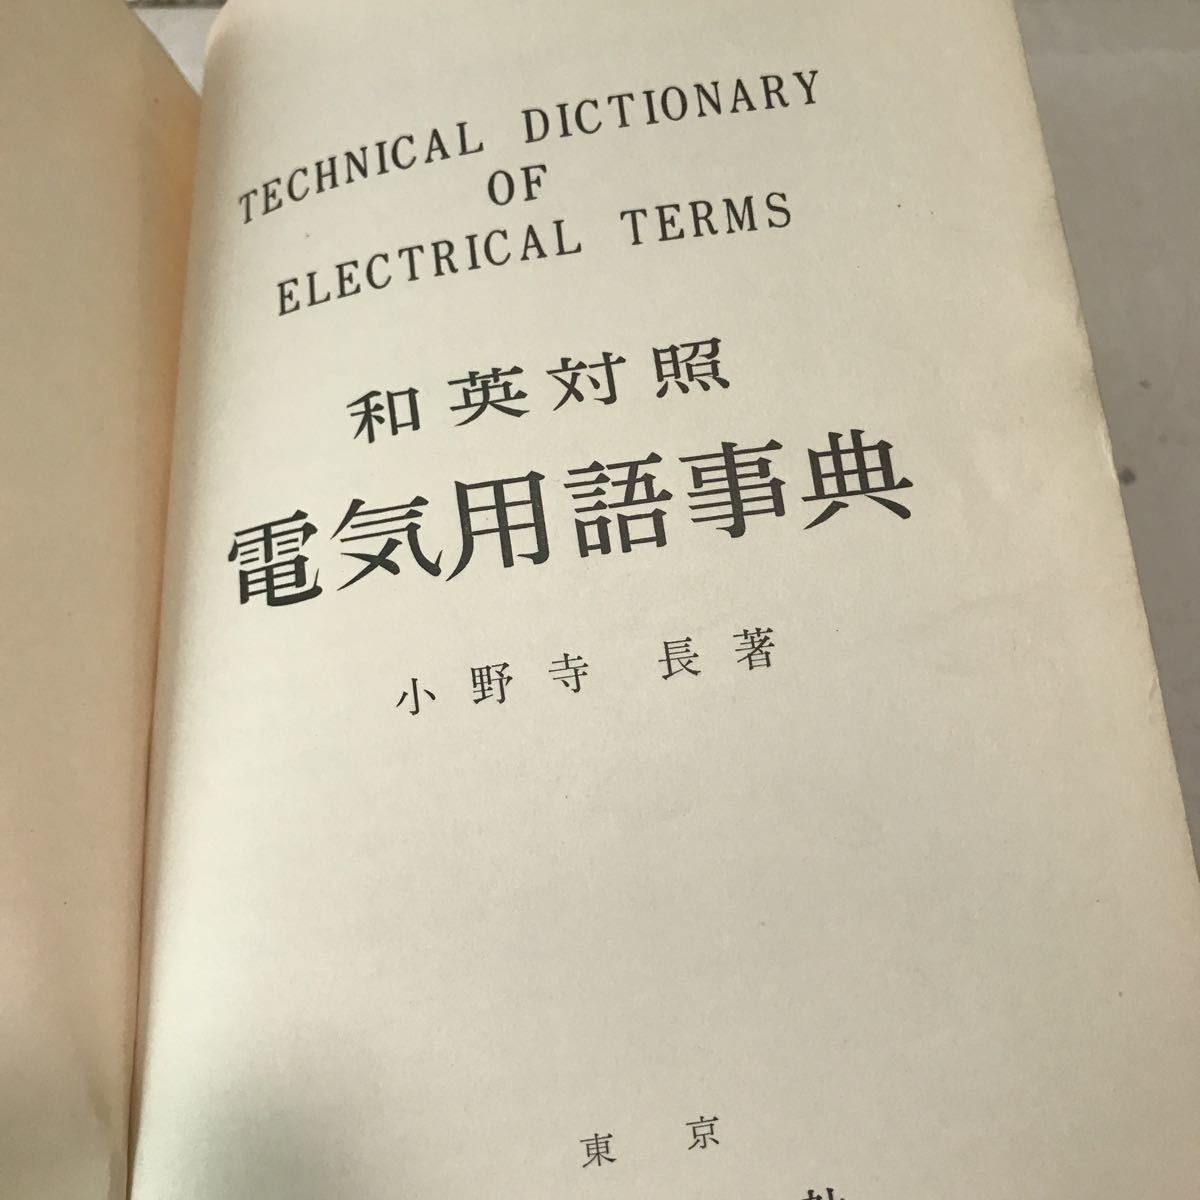 TECHNICAL DICTIONARY
OF
ELECTRICAL TERMS
和英対照
電気用語事典
小野寺 長著
東京